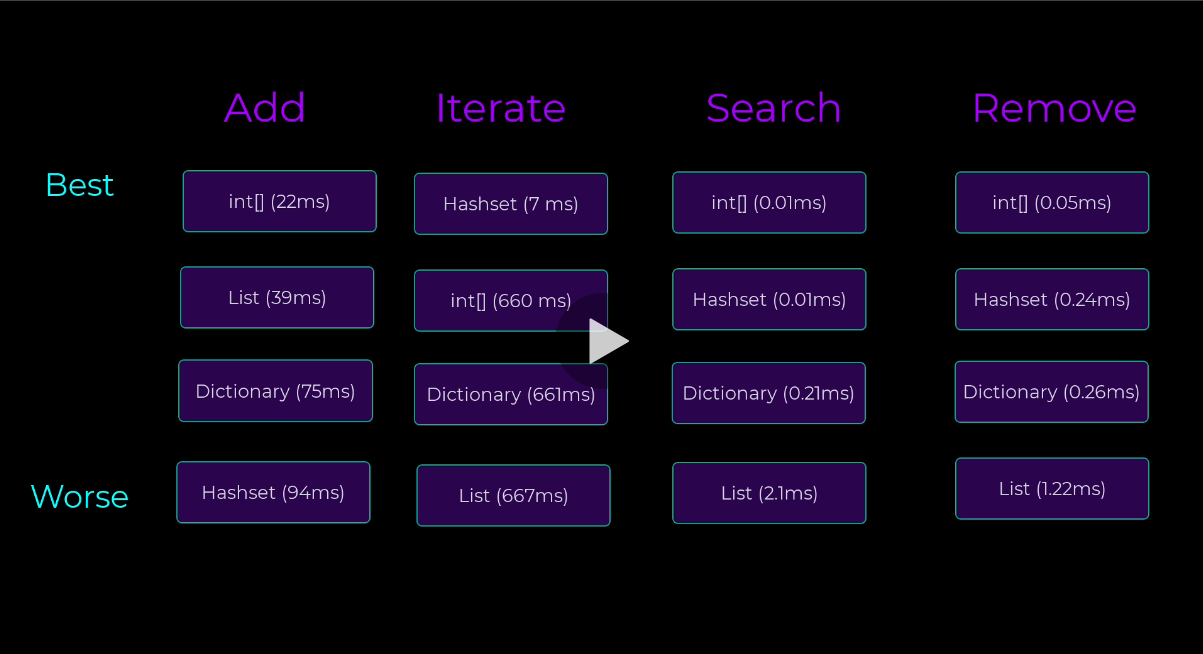 Add Iterate Search Remove
Best
int[] (22ms) Hashset (7 ms) int[] (0.01ms) int[] (0.05ms)
List (39ms) int[] (660 ms) Hashset (0.01ms) Hashset (0.24ms)
Dictionary (75ms) Dictionary (661ms) Dictionary (0.21ms) Dictionary (0.26ms)
Worse
Hashset (94ms) List (667ms) List (2.1ms) List (1.22ms)